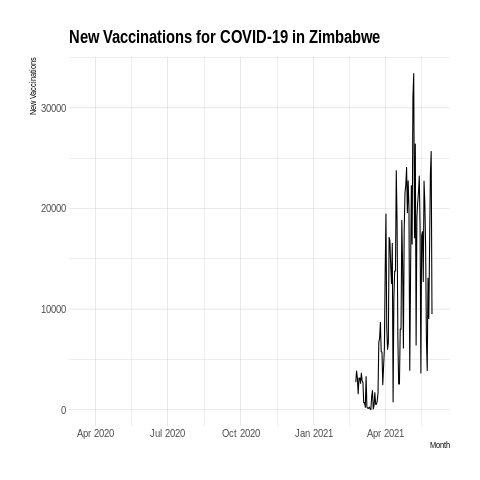 New Vaccinations for COVID-19 in Zimbabwe
New Vaccinations
30000
20000
10000
0
Apr 2020 Jul 2020 Oct 2020 Jan 2021 Apr 2021
Month